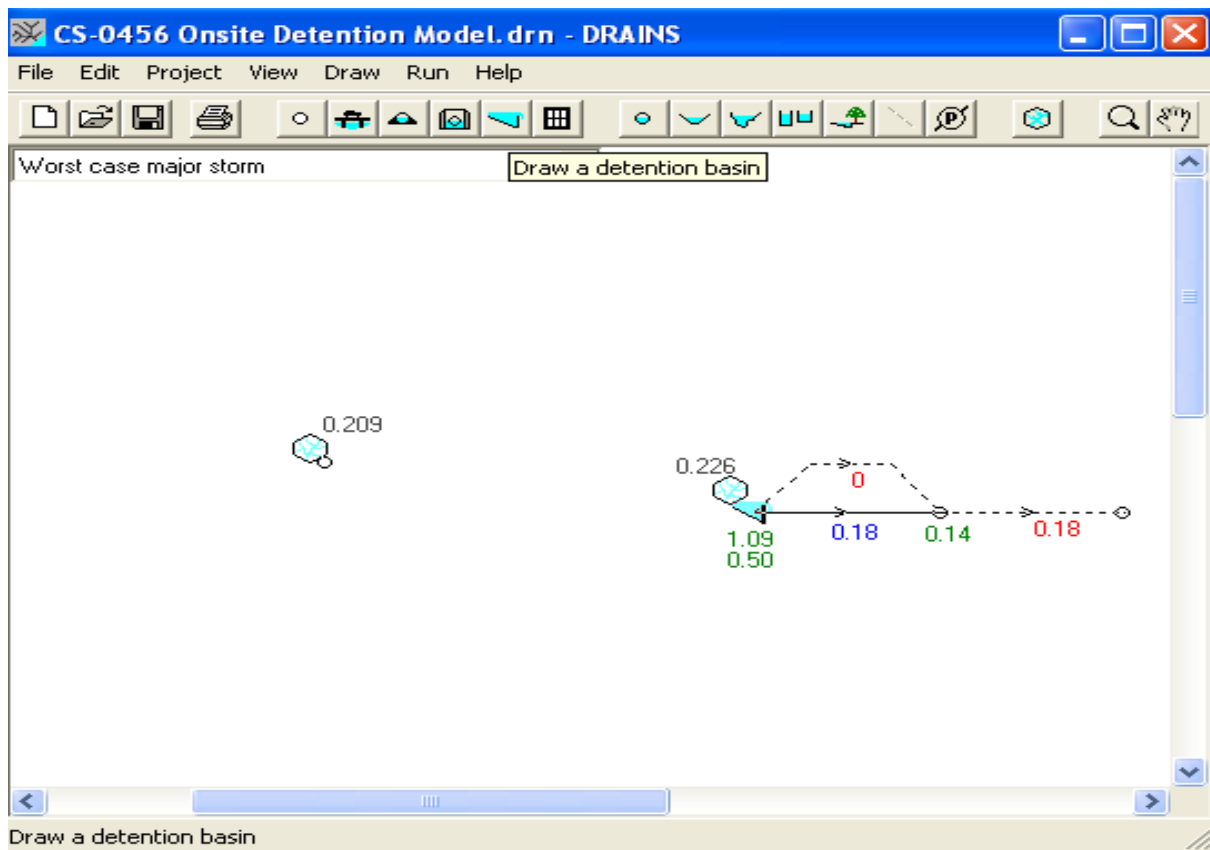 CS-0456 Onsite Detention Model.drn - DRAINS
File Edit Project View Draw Run Help
Worst case major storm
Draw a detention basin
0.209
0.226
0
1.09
0.18
0.14
0.18
0.50
Draw a detention basin